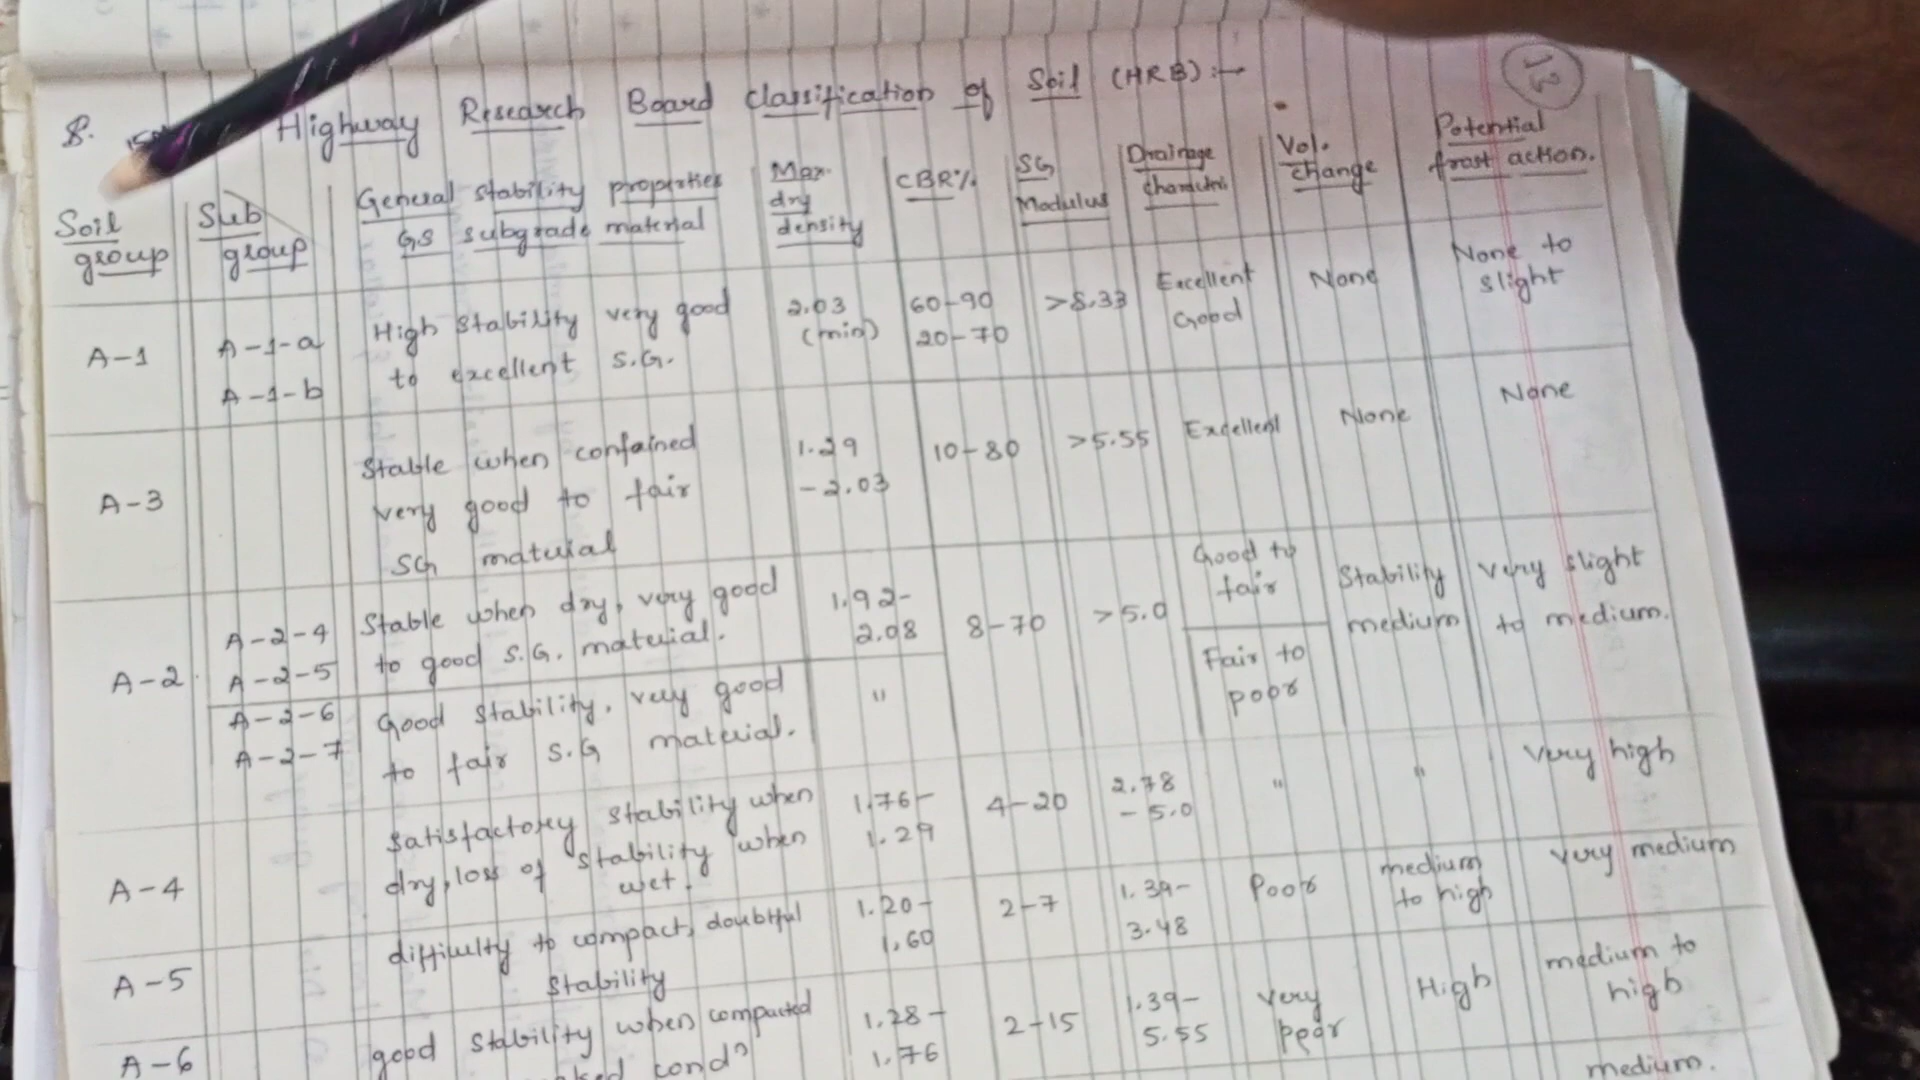 8. Highway Research Board classification of Soil (HRB) :-
13
Soil group
Sub group
General stability properties
GS subgrade material
Max. dry density
CBR%
SG Modulus
Drainage
Vol. change
Potential frost action.
A-1
A-1-a
A-1-b
High stability very good
to excellent S.G.
2.03
(min)
60-90
20-70
>8.33
Excellent
Good
None
None to
slight
A-3
Stable when confained
very good to fair
SG material
1.29
-2.03
10-80
>5.55
Excellent
None
None
A-2
A-2-4
A-2-5
Stable when dry, very good
to good S.G. material.
1.92-
2.08
8-70
>5.0
Good to
fair
Stability
medium
very slight
to medium.
A-2-6
A-2-7
Good stability, very good
to fair S.G material.
"
Fair to
poor
A-4
satisfactory stability when
dry, loss of stability when
wet.
1.76-
1.29
4-20
2.78
-5.0
"
"
very high
A-5
difficulty to compact, doubtful
stability
1.20-
1.60
2-7
1.39-
3.48
Poor
medium
to high
very medium
A-6
good stability when compacted
cond?
1.28-
1.76
2-15
1.39-
5.55
very
poor
High
medium to
high
medium.